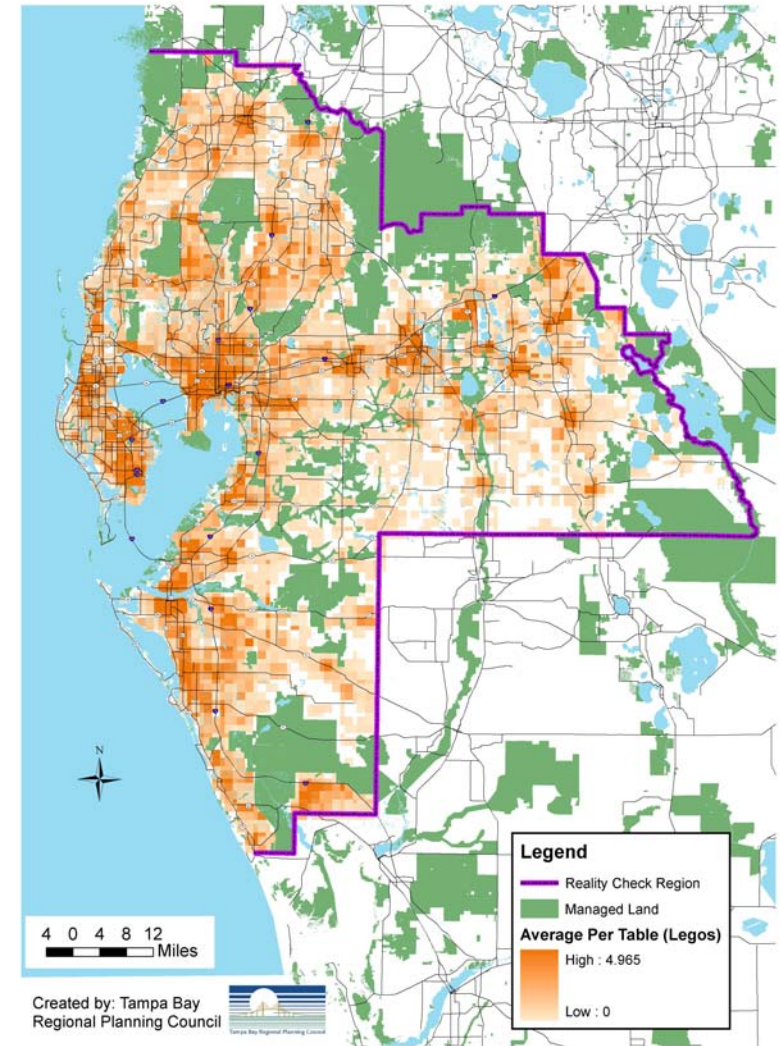 N
4 0 4 8 12
Miles
Created by: Tampa Bay
Regional Planning Council
Tampa Bay Regional Planning Council
Legend
Reality Check Region
Managed Land
Average Per Table (Legos)
High : 4.965
Low : 0